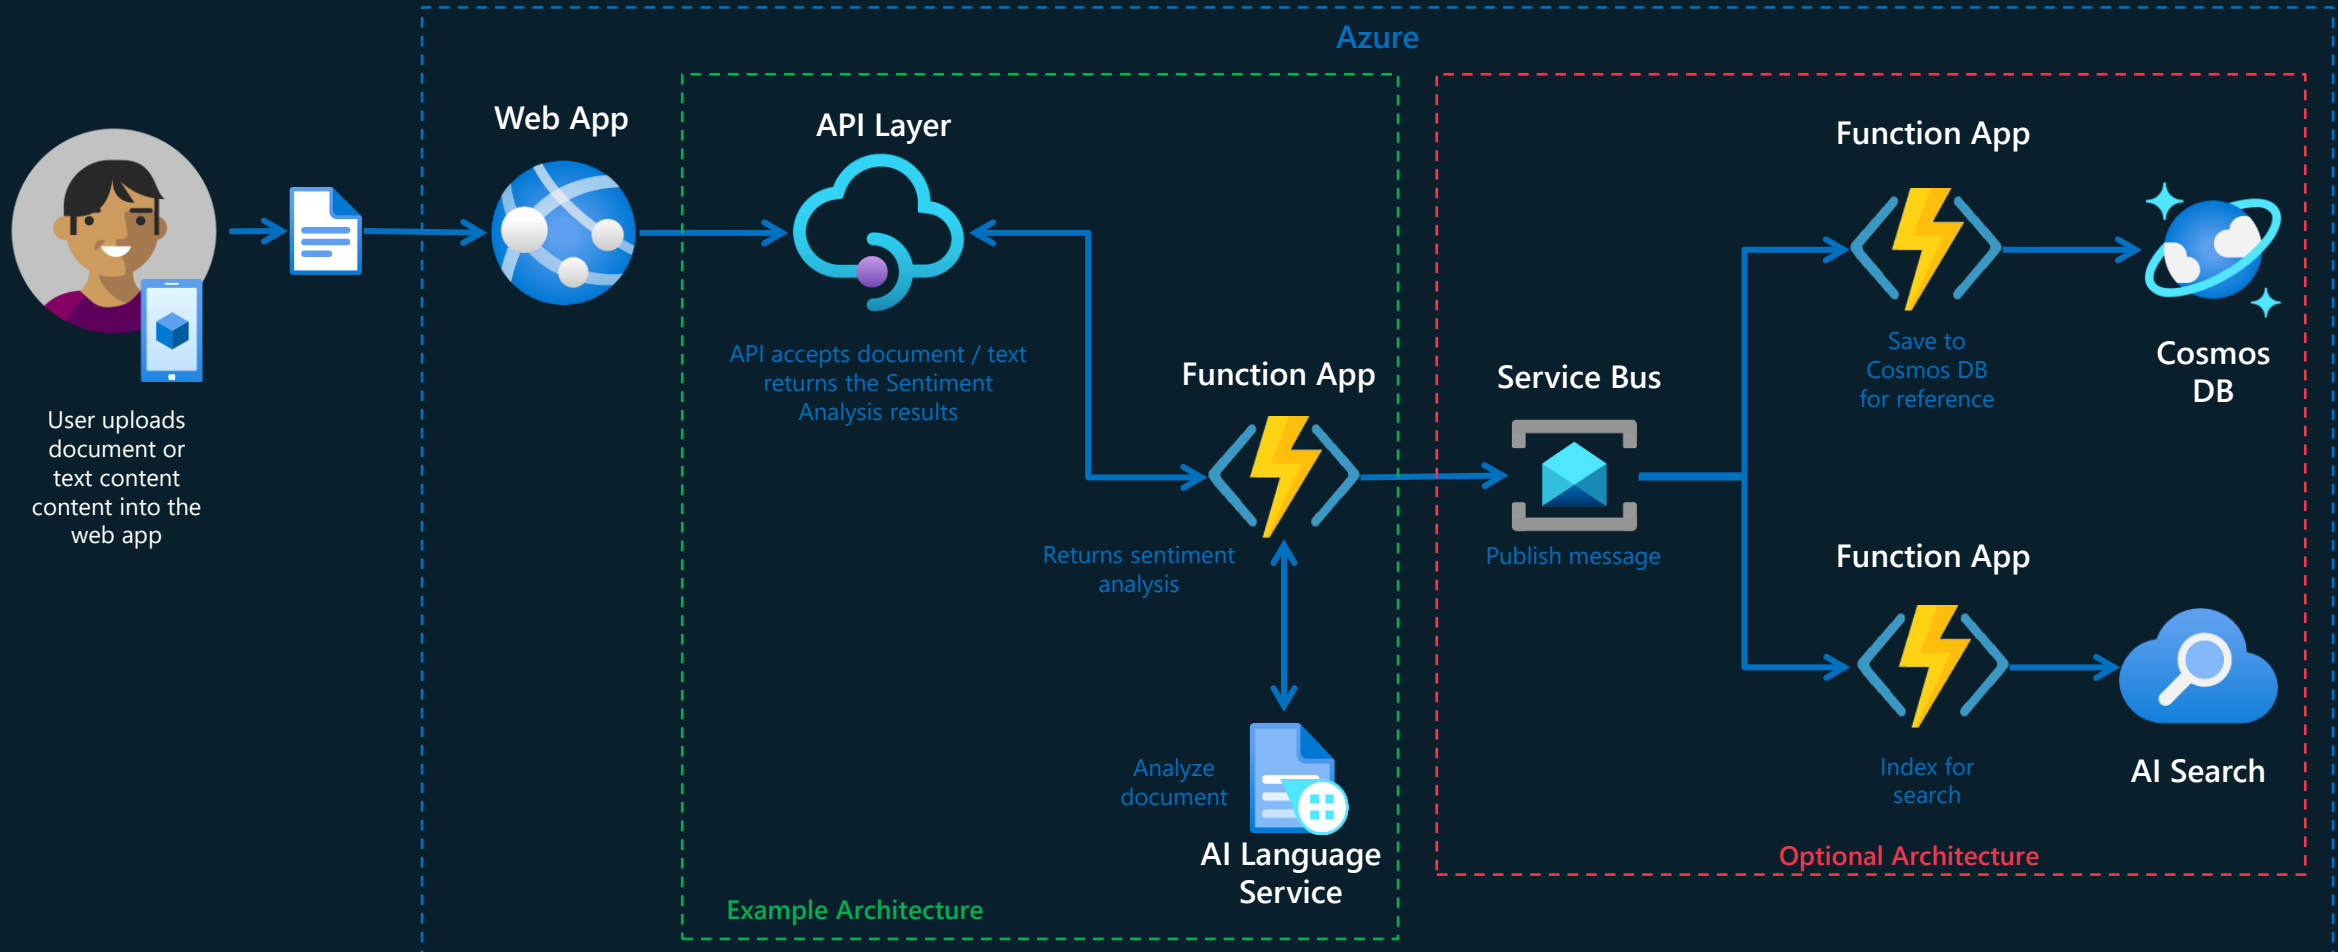 Azure
User uploads
document or
text content
content into the
web app
Web App
API Layer
API accepts document / text
returns the Sentiment
Analysis results
Function App
Returns sentiment
analysis
Analyze
document
AI Language
Service
Example Architecture
Service Bus
Publish message
Function App
Save to
Cosmos DB
for reference
Cosmos
DB
Function App
Index for
search
AI Search
Optional Architecture